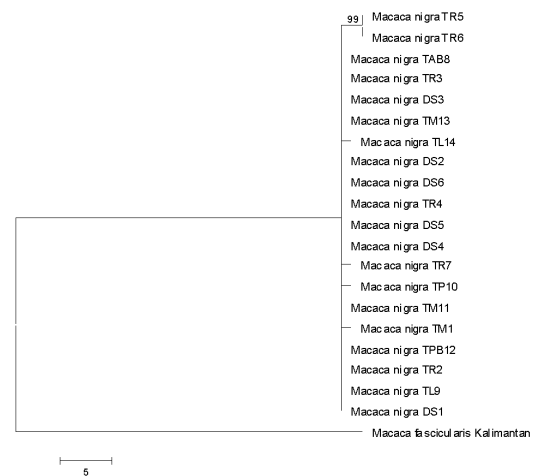 99
Macaca nigra TR5
Macaca nigra TR6
Macaca nigra TAB8
Macaca nigra TR3
Macaca nigra DS3
Macaca nigra TM13
Macaca nigra TL14
Macaca nigra DS2
Macaca nigra DS6
Macaca nigra TR4
Macaca nigra DS5
Macaca nigra DS4
Macaca nigra TR7
Macaca nigra TP10
Macaca nigra TM11
Macaca nigra TM1
Macaca nigra TPB12
Macaca nigra TR2
Macaca nigra TL9
Macaca nigra DS1
Macaca fascicularis Kalimantan
5